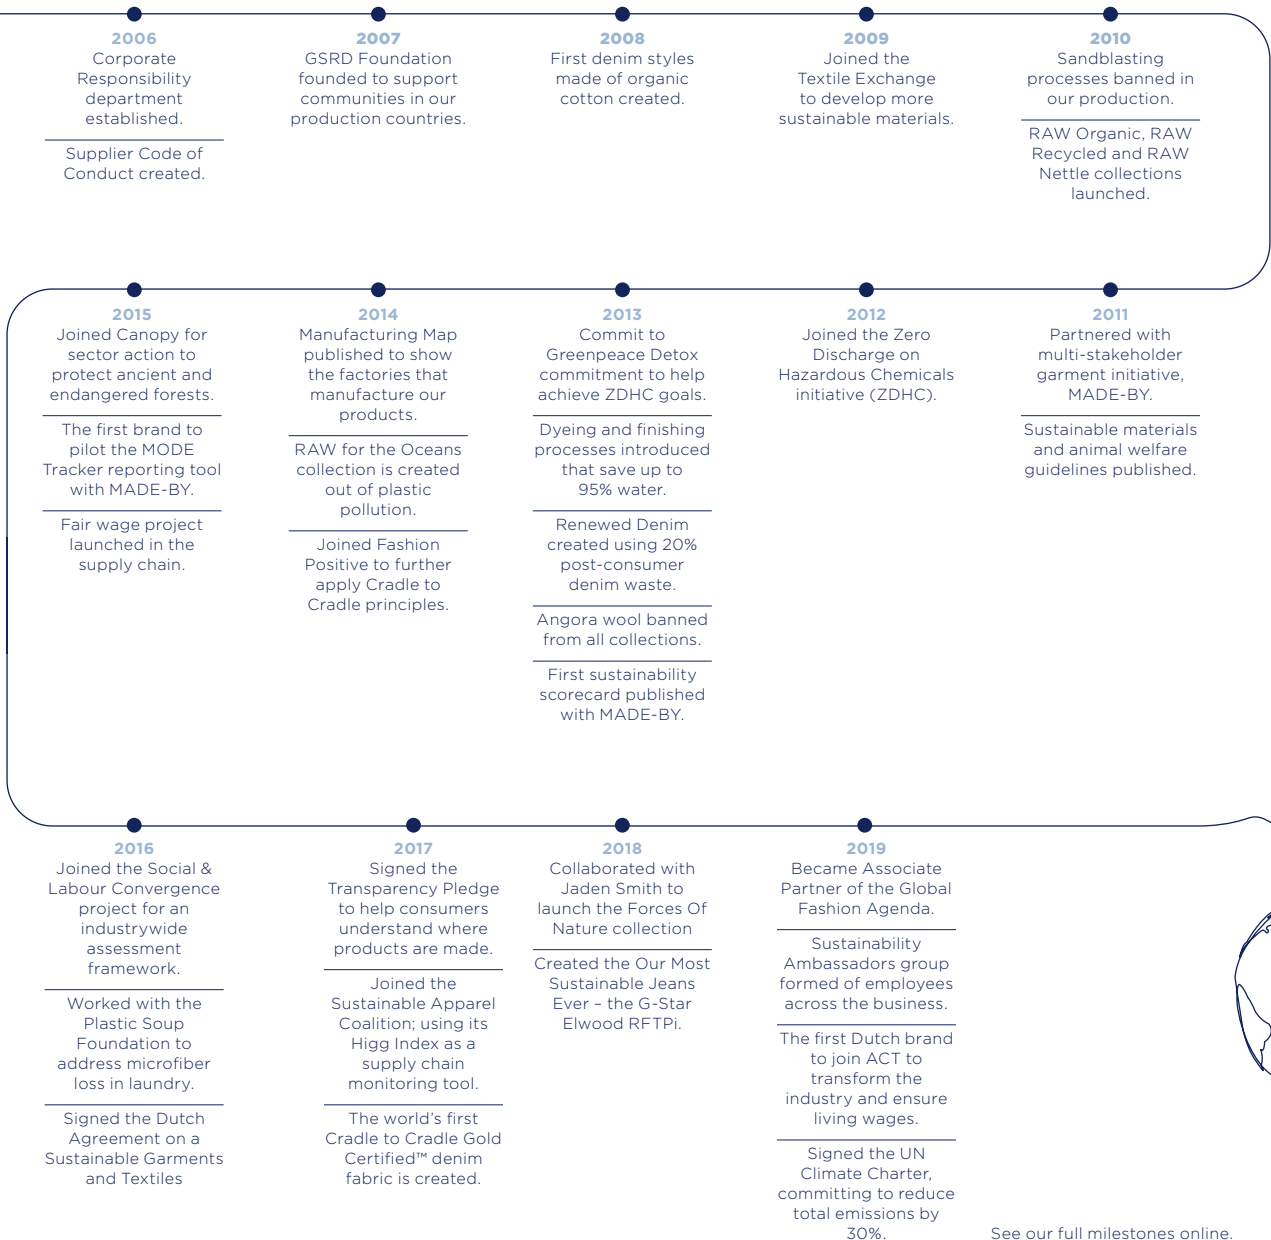 2006
Corporate
Responsibility
department
established.
Supplier Code of
Conduct created.
2007
GSRD Foundation
founded to support
communities in our
production countries.
2008
First denim styles
made of organic
cotton created.
2009
Joined the
Textile Exchange
to develop more
sustainable materials.
2010
Sandblasting
processes banned in
our production.
RAW Organic, RAW
Recycled and RAW
Nettle collections
launched.
2011
Partnered with
multi-stakeholder
garment initiative,
MADE-BY.
Sustainable materials
and animal welfare
guidelines published.
2012
Joined the Zero
Discharge on
Hazardous Chemicals
initiative (ZDHC).
2013
Commit to
Greenpeace Detox
commitment to help
achieve ZDHC goals.
Dyeing and finishing
processes introduced
that save up to
95% water.
Renewed Denim
created using 20%
post-consumer
denim waste.
Angora wool banned
from all collections.
First sustainability
scorecard published
with MADE-BY.
2014
Manufacturing Map
published to show
the factories that
manufacture our
products.
RAW for the Oceans
collection is created
out of plastic
pollution.
Joined Fashion
Positive to further
apply Cradle to
Cradle principles.
2015
Joined Canopy for
sector action to
protect ancient and
endangered forests.
The first brand to
pilot the MODE
Tracker reporting tool
with MADE-BY.
Fair wage project
launched in the
supply chain.
2016
Joined the Social &
Labour Convergence
project for an
industrywide
assessment
framework.
Worked with the
Plastic Soup
Foundation to
address microfiber
loss in laundry.
Signed the Dutch
Agreement on a
Sustainable Garments
and Textiles
2017
Signed the
Transparency Pledge
to help consumers
understand where
products are made.
Joined the
Sustainable Apparel
Coalition; using its
Higg Index as a
supply chain
monitoring tool.
The world’s first
Cradle to Cradle Gold
Certified™ denim
fabric is created.
2018
Collaborated with
Jaden Smith to
launch the Forces Of
Nature collection
Created the Our Most
Sustainable Jeans
Ever – the G-Star
Elwood RFTPi.
2019
Became Associate
Partner of the Global
Fashion Agenda.
Sustainability
Ambassadors group
formed of employees
across the business.
The first Dutch brand
to join ACT to
transform the
industry and ensure
living wages.
Signed the UN
Climate Charter,
committing to reduce
total emissions by
30%.
See our full milestones online.